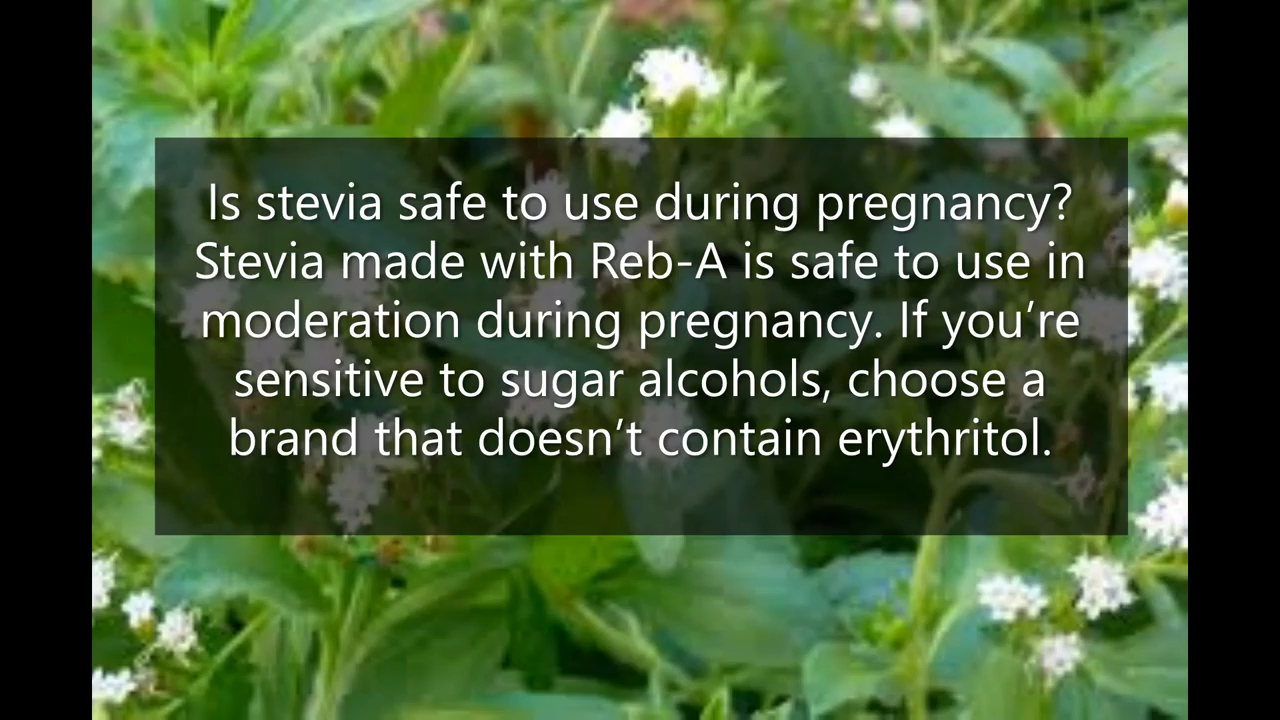 Is stevia safe to use during pregnancy?
Stevia made with Reb-A is safe to use in
moderation during pregnancy. If you’re
sensitive to sugar alcohols, choose a
brand that doesn’t contain erythritol.